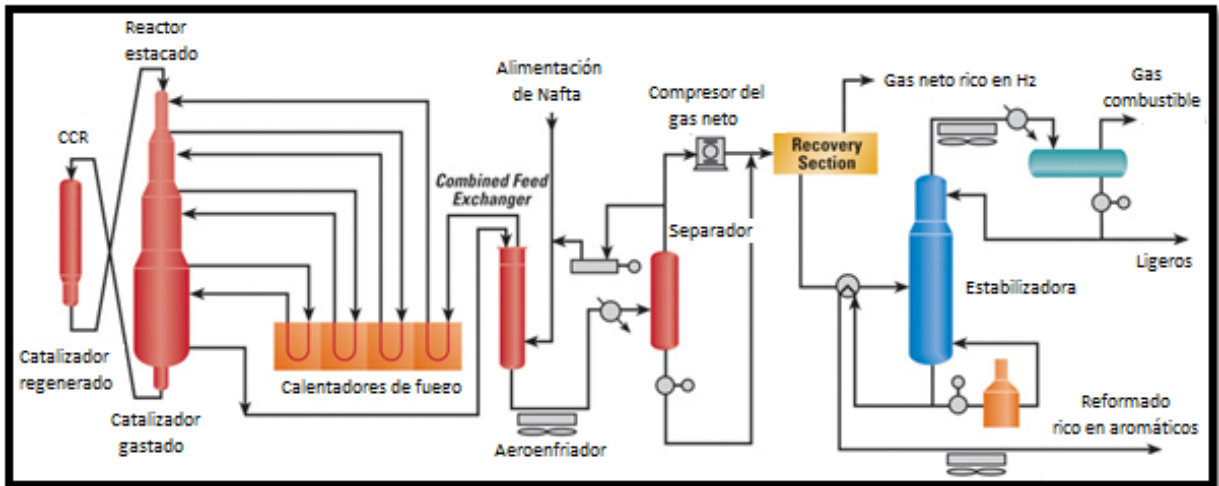 Reactor
estacado
CCR
Catalizador
regenerado
Catalizador
gastado
Calentadores de fuego
Combined Feed
Exchanger
Alimentación
de Nafta
Aeroenfriador
Separador
Compresor del
gas neto
Recovery
Section
Gas neto rico en H2
Gas
combustible
Ligeros
Estabilizadora
Reformado
rico en aromáticos